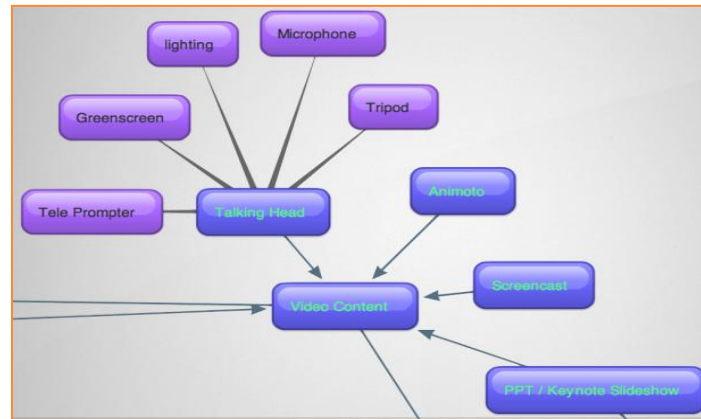 Microphone
lighting
Tripod
Greenscreen
Animoto
Tele Prompter
Talking Head
Screencast
Video Content
PPT / Keynote Slideshow